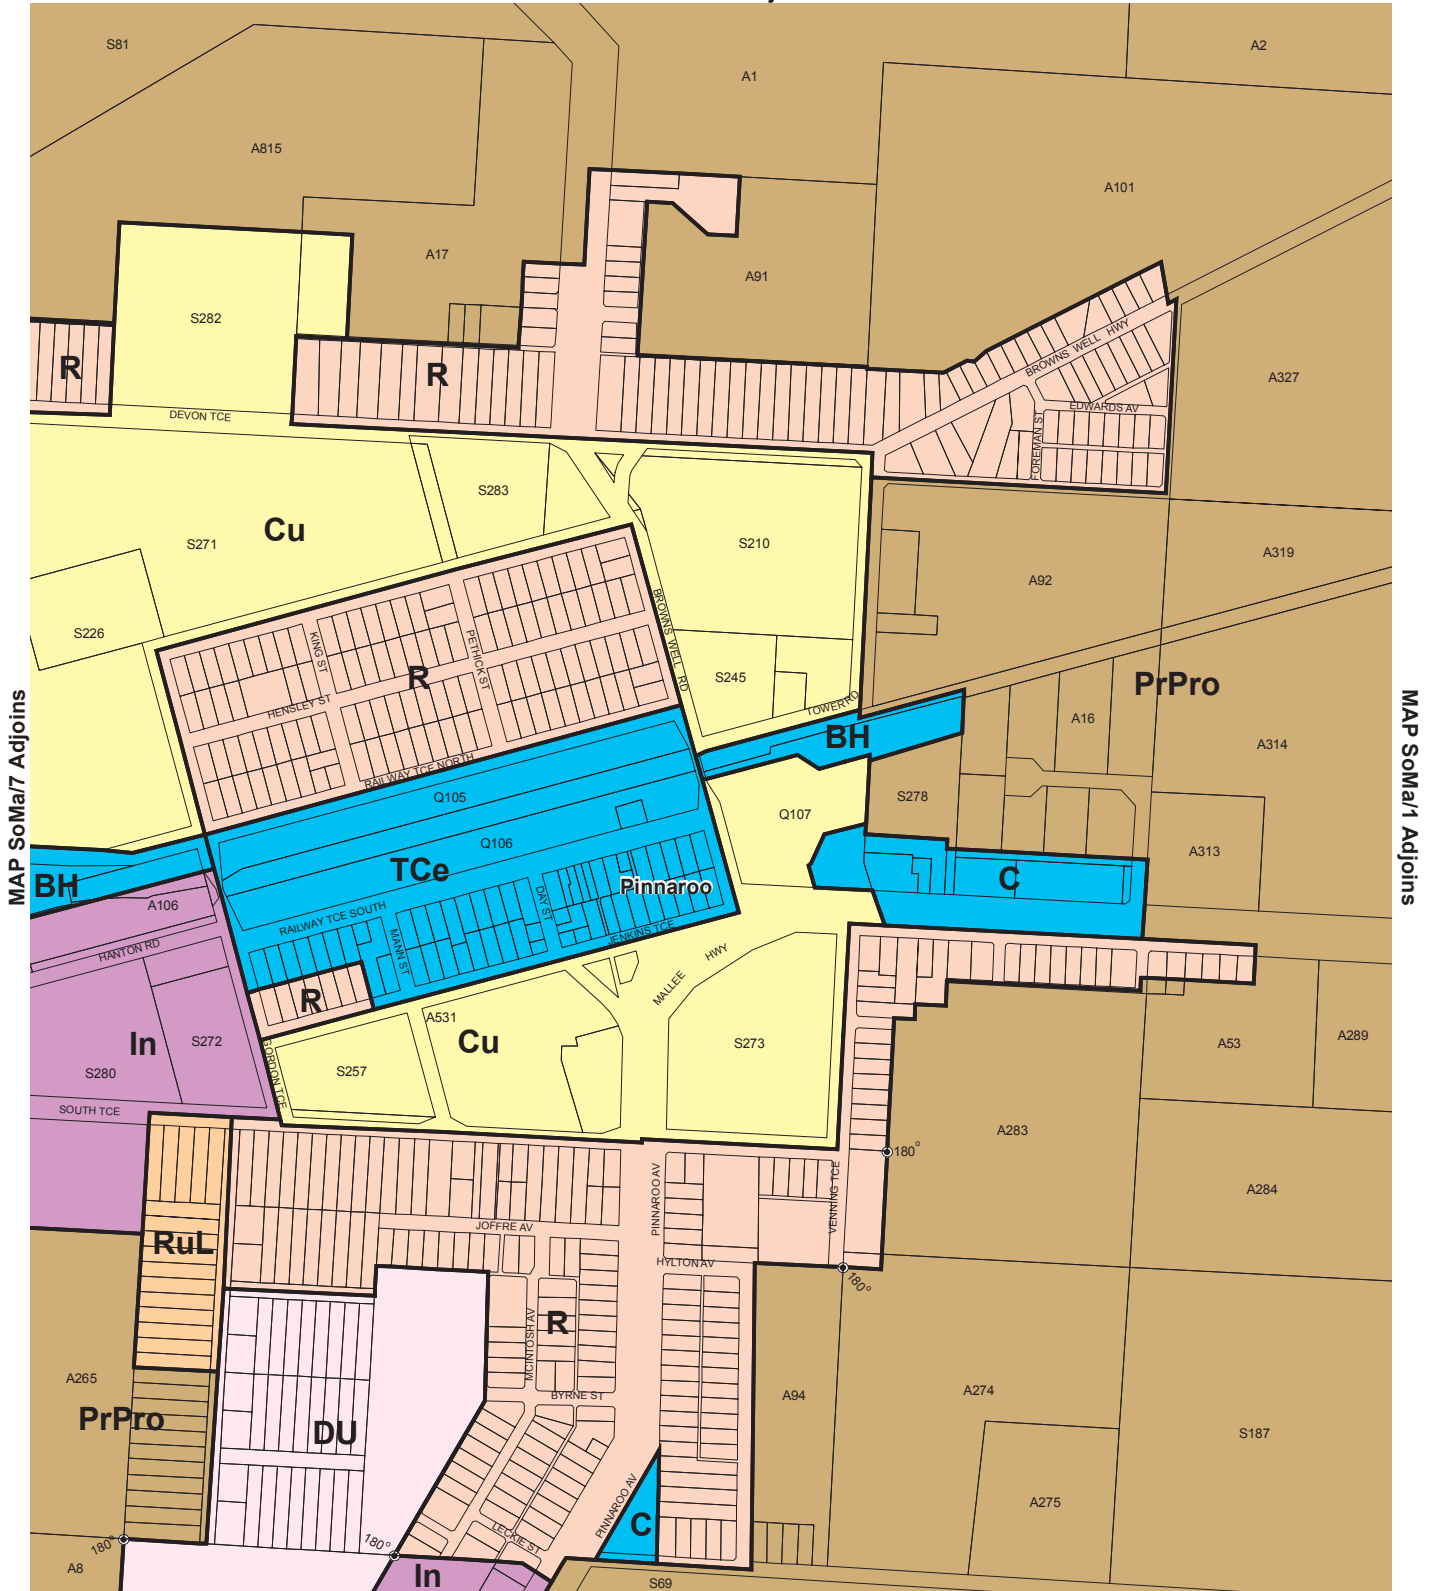 S81
A2
A1
A815
A101
A17
A91
S282
R
R
BROWNS WELL HWY
A327
DEVON TCE
EDWARDS AV
FOREMAN ST
S283
Cu
S271
S210
A319
A92
S226
BROWNS WELL RD
KING ST
PETHICK ST
R
S245
PrPro
HENSLEY ST
TOWER RD
A16
BH
A314
RAILWAY TCE NORTH
Q105
S278
Q107
Q106
TCe
Pinnaroo
A313
C
BH
A106
DAY ST
RAILWAY TCE SOUTH
MANN ST
JENKINS TCE
HANTON RD
HWY
MALLEE
R
A531
In
S272
Cu
S273
A53
A289
S280
S257
GORDON TCE
SOUTH TCE
A283
180°
PINNAROO AV
VENNING TCE
A284
JOFFRE AV
RuL
HYLTON AV
180°
R
MCINTOSH AV
A265
BYRNE ST
A94
A274
PrPro
DU
S187
A275
PINNAROO AV
C
LECKIE ST
180°
180°
A8
In
S69
MAP SoMa/7 Adjoins
MAP SoMa/1 Adjoins